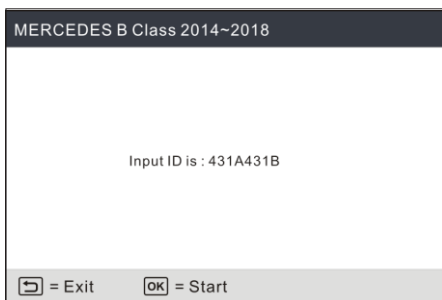 MERCEDES B Class 2014~2018
Input ID is : 431A431B
= Exit OK = Start